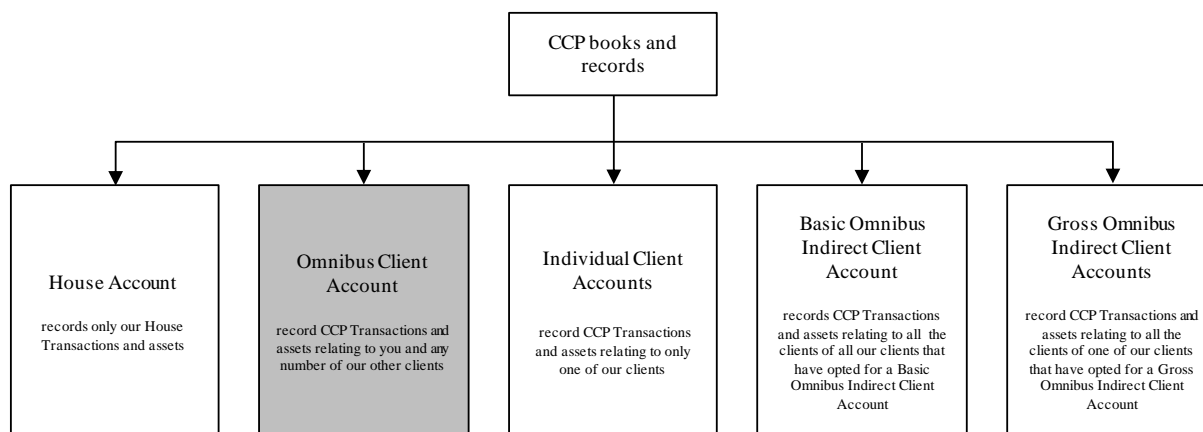 CCP books and
records
House Account
records only our House
Transactions and assets
Omnibus Client
Account
record CCP Transactions and
assets relating to you and any
number of our other clients
Individual Client
Accounts
record CCP Transactions
and assets relating to only
one of our clients
Basic Omnibus
Indirect Client
Account
records CCP Transactions
and assets relating to all the
clients of all our clients that
have opted for a Basic
Omnibus Indirect Client
Account
Gross Omnibus
Indirect Client
Accounts
record CCP Transactions and
assets relating to all the
clients of one of our clients
that have opted for a Gross
Omnibus Indirect Client
Account